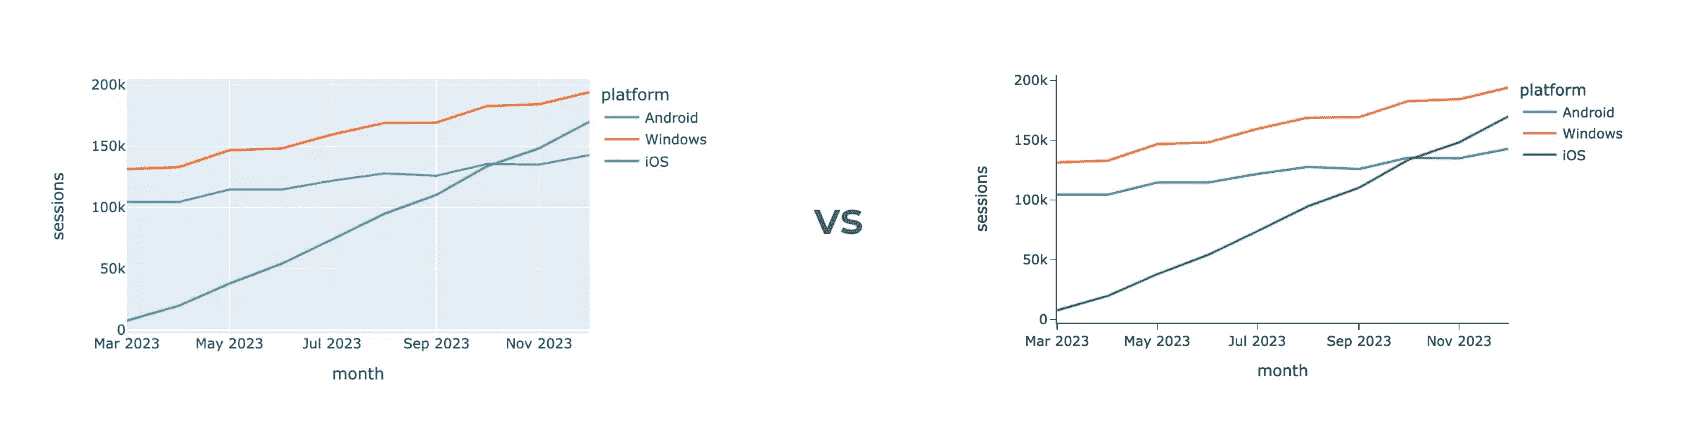 200k
150k
100k
50k
0
sessions
Mar 2023 May 2023 Jul 2023 Sep 2023 Nov 2023
month
platform
Android
Windows
iOS
VS
200k
150k
100k
50k
0
sessions
Mar 2023 May 2023 Jul 2023 Sep 2023 Nov 2023
month
platform
Android
Windows
iOS